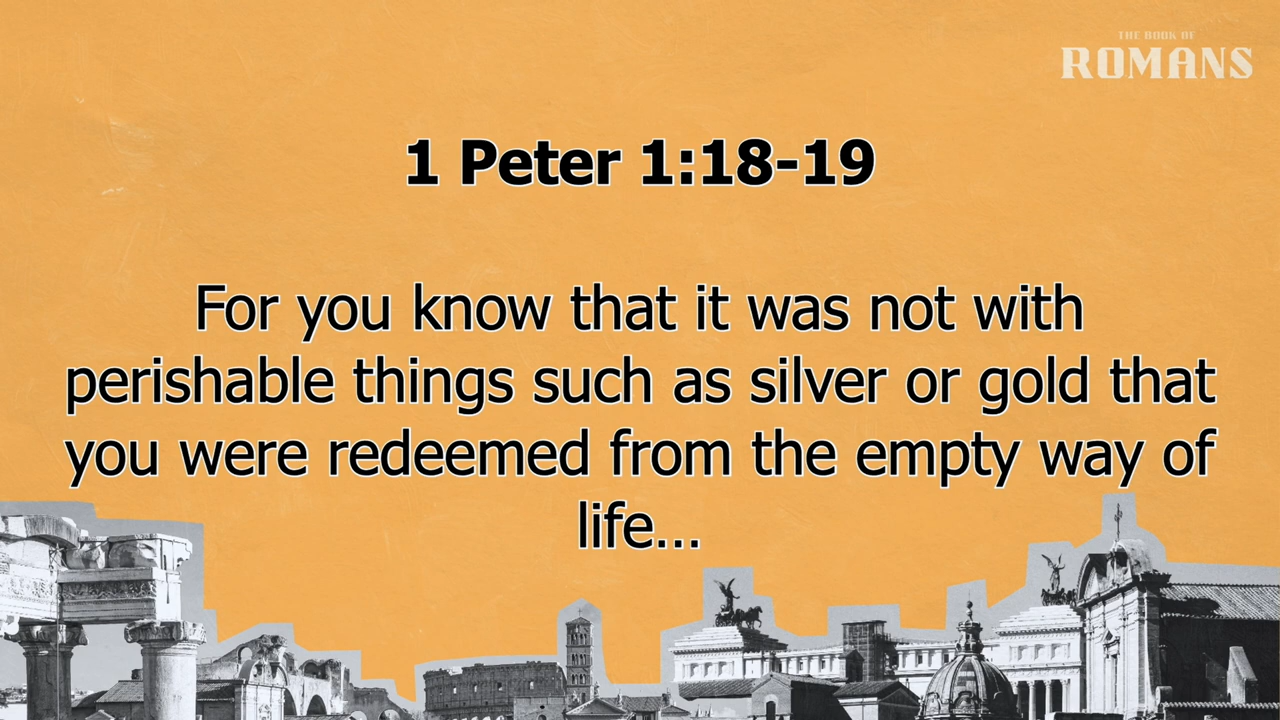 THE BOOK OF
ROMANS
1 Peter 1:18-19
For you know that it was not with
perishable things such as silver or gold that
you were redeemed from the empty way of
life...